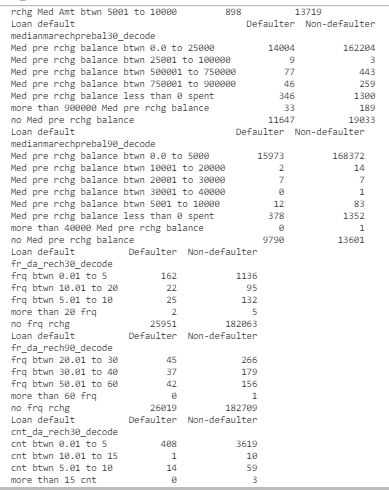 rchg Med Amt btwn 5001 to 10000 898 13719
Loan default Defaulter Non-defaulter
medianmarechprebal30_decode
Med pre rchg balance btwn 0.0 to 25000 14004 162204
Med pre rchg balance btwn 25001 to 100000 9 3
Med pre rchg balance btwn 500001 to 750000 77 443
Med pre rchg balance btwn 750001 to 900000 46 259
Med pre rchg balance less than 0 spent 346 1300
more than 900000 Med pre rchg balance 33 189
no Med pre rchg balance 11647 19033
Loan default Defaulter Non-defaulter
medianmarechprebal90_decode
Med pre rchg balance btwn 0.0 to 5000 15973 168372
Med pre rchg balance btwn 10001 to 20000 2 14
Med pre rchg balance btwn 20001 to 30000 7 7
Med pre rchg balance btwn 30001 to 40000 0 1
Med pre rchg balance btwn 5001 to 10000 12 83
Med pre rchg balance less than 0 spent 378 1352
more than 40000 Med pre rchg balance 0 1
no Med pre rchg balance 9790 13601
Loan default Defaulter Non-defaulter
fr_da_rech30_decode
frq btwn 0.01 to 5 162 1136
frq btwn 10.01 to 20 22 95
frq btwn 5.01 to 10 25 132
more than 20 frq 2 5
no frq rchg 25951 182063
Loan default Defaulter Non-defaulter
fr_da_rech90_decode
frq btwn 20.01 to 30 45 266
frq btwn 30.01 to 40 37 179
frq btwn 50.01 to 60 42 156
more than 60 frq 0 1
no frq rchg 26019 182709
Loan default Defaulter Non-defaulter
cnt_da_rech30_decode
cnt btwn 0.01 to 5 408 3619
cnt btwn 10.01 to 15 1 10
cnt btwn 5.01 to 10 14 59
more than 15 cnt 0 3